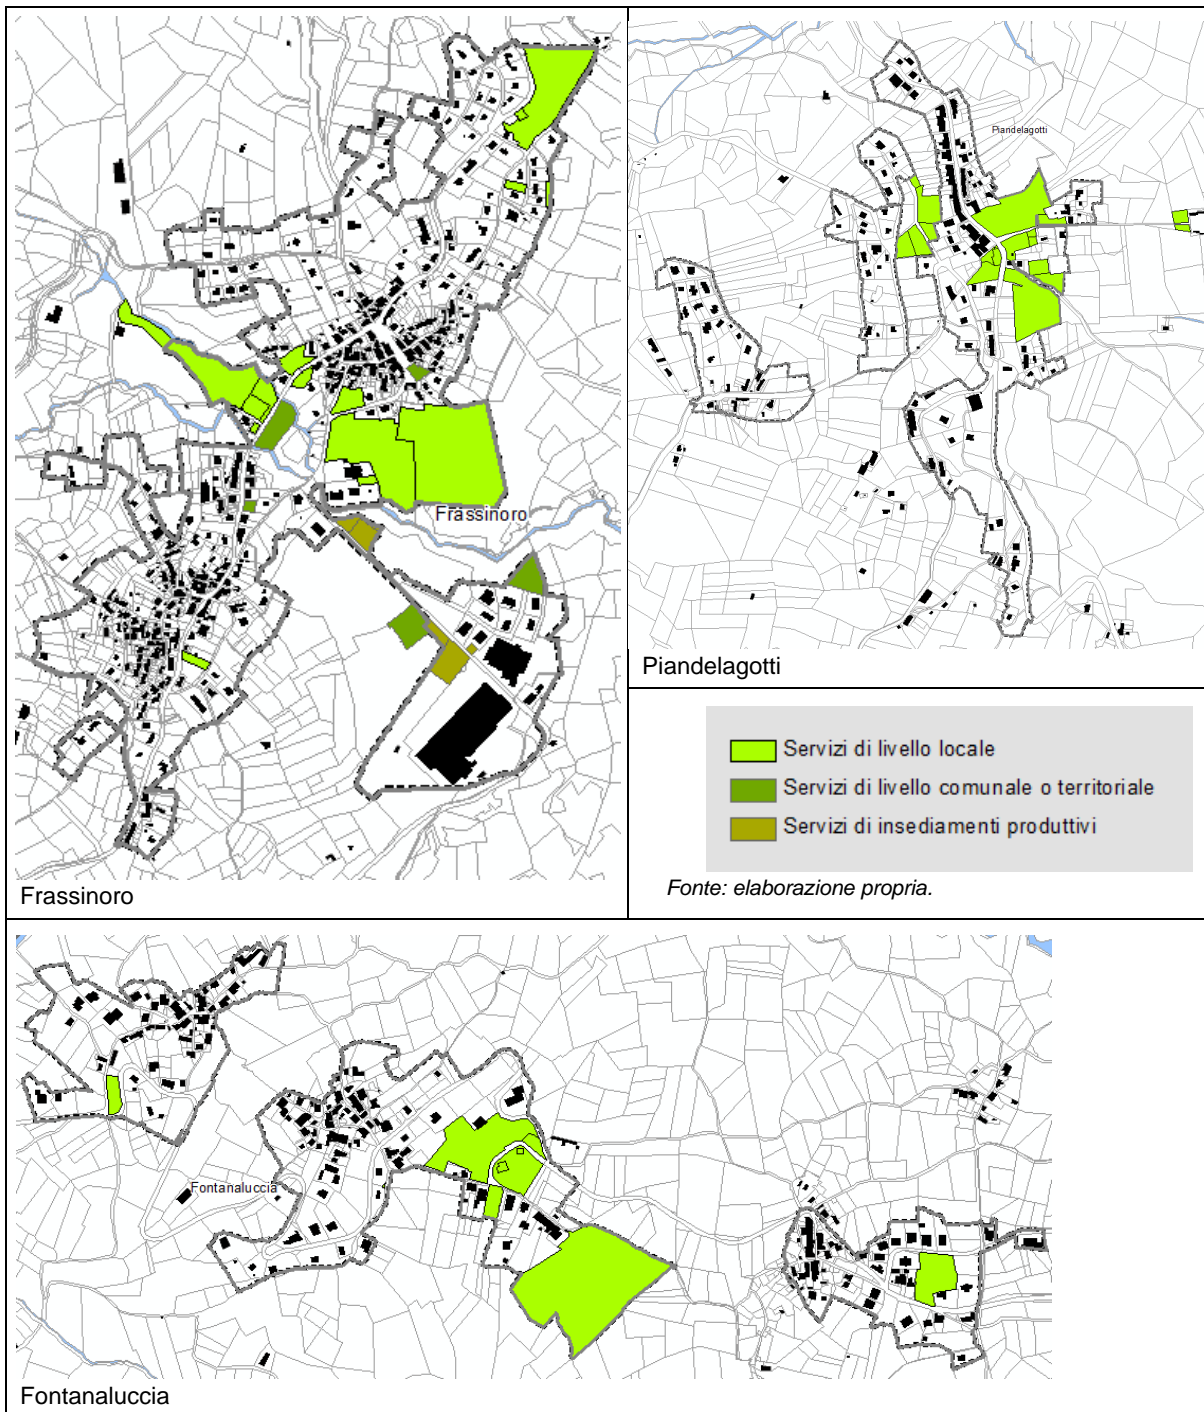 Piandelagotti
Frassinoro
Piandelagotti
Servizi di livello locale
Servizi di livello comunale o territoriale
Servizi di insediamenti produttivi
Fonte: elaborazione propria.
Frassinoro
Fontanaluccia
Fontanaluccia